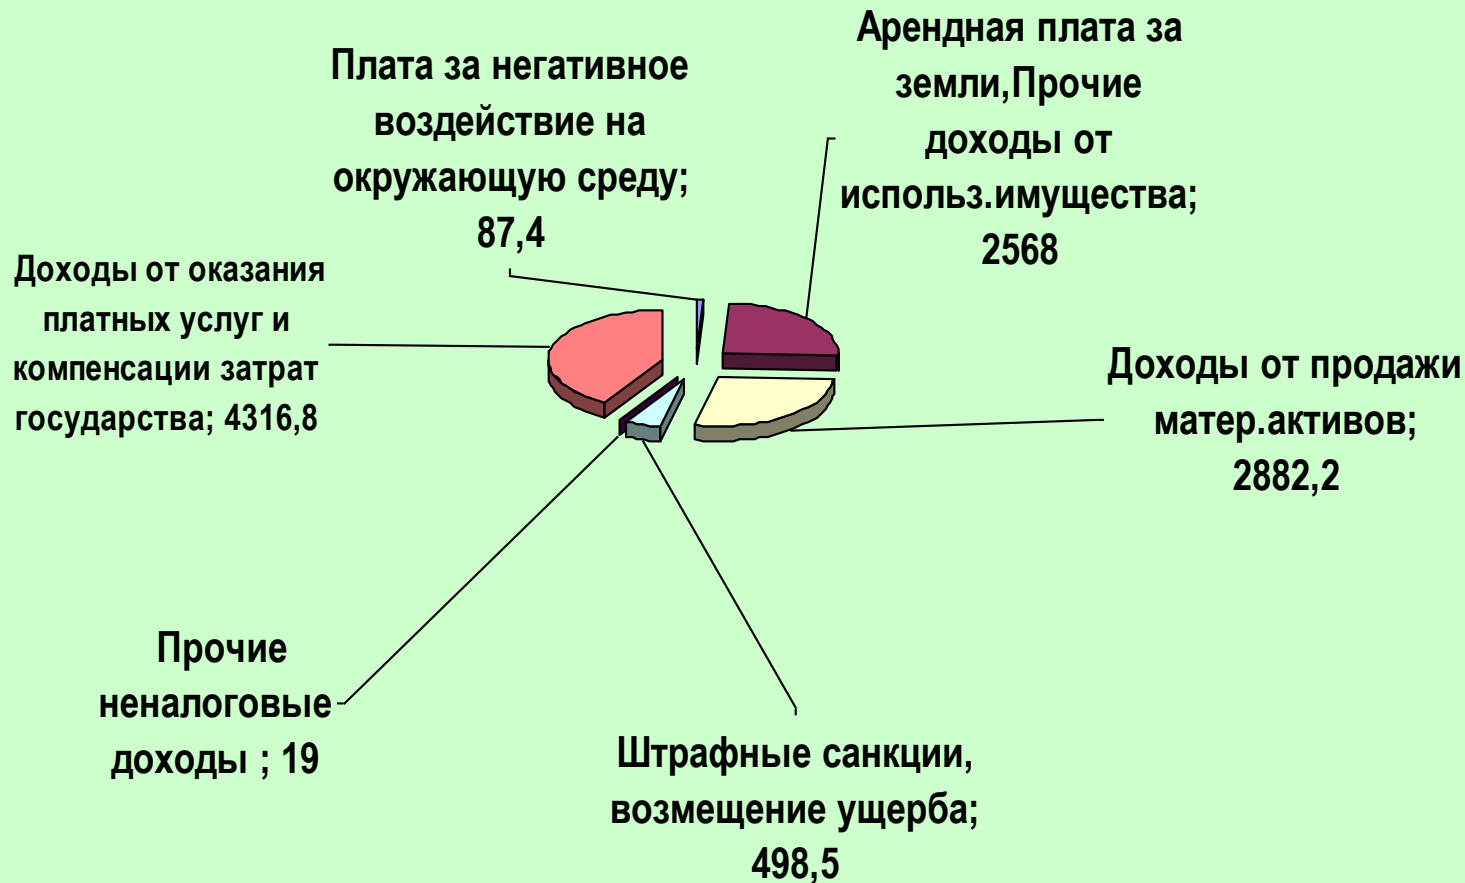 Арендная плата за
земли,Прочие
доходы от
использ.имущества;
2568
Плата за негативное
воздействие на
окружающую среду;
87,4
Доходы от оказания
платных услуг и
компенсации затрат
государства; 4316,8
Доходы от продажи
матер.активов;
2882,2
Прочие
неналоговые
доходы ; 19
Штрафные санкции,
возмещение ущерба;
498,5